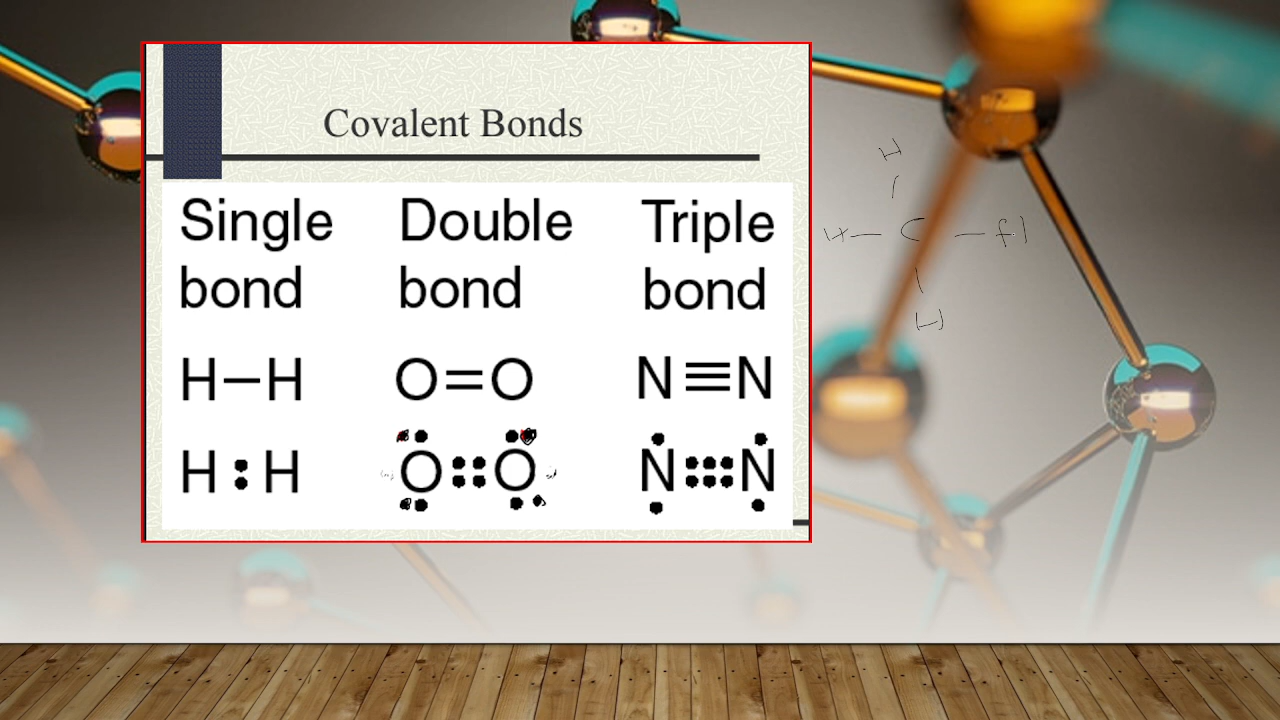 Covalent Bonds
Single Double Triple
bond bond bond
H–H O=O N≡N
H:H O::O N:::N
H
H — C — H
H